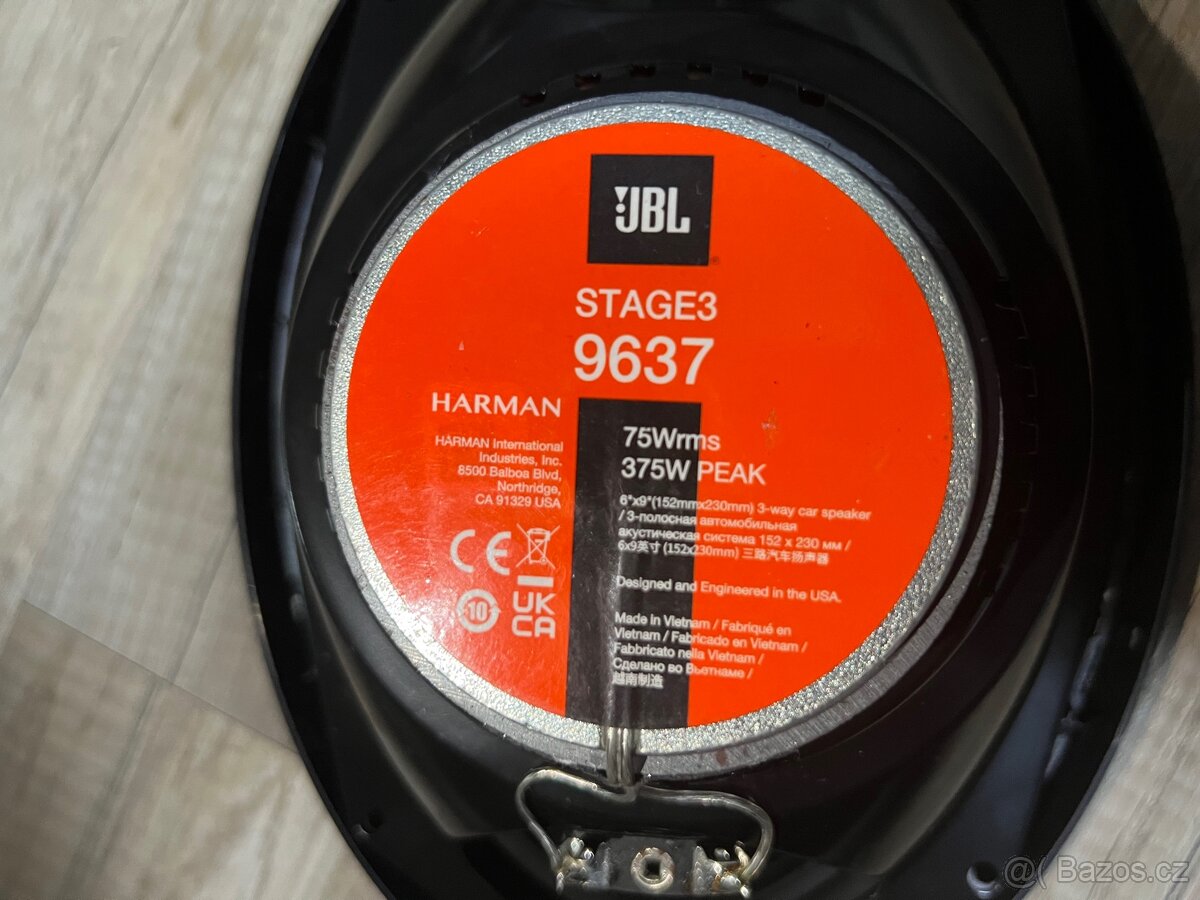 JBL
®
STAGE3
9637
HARMAN
HARMAN International
Industries, Inc.
8500 Balboa Blvd,
Northridge,
CA 91329 USA
75Wrms
375W PEAK
6"x9"(152mmx230mm) 3-way car speaker
/ 3-полосная автомобильная
акустическая система 152 x 230 мм /
6x9英寸 (152x230mm) 三路汽车扬声器
Designed and Engineered in the USA.
CE
10
UK
CA
Made in Vietnam / Fabriqué en
Vietnam / Fabricado en Vietnam /
Fabbricato nella Vietnam /
Сделано во Вьетнаме /
越南制造
@( Bazos.cz